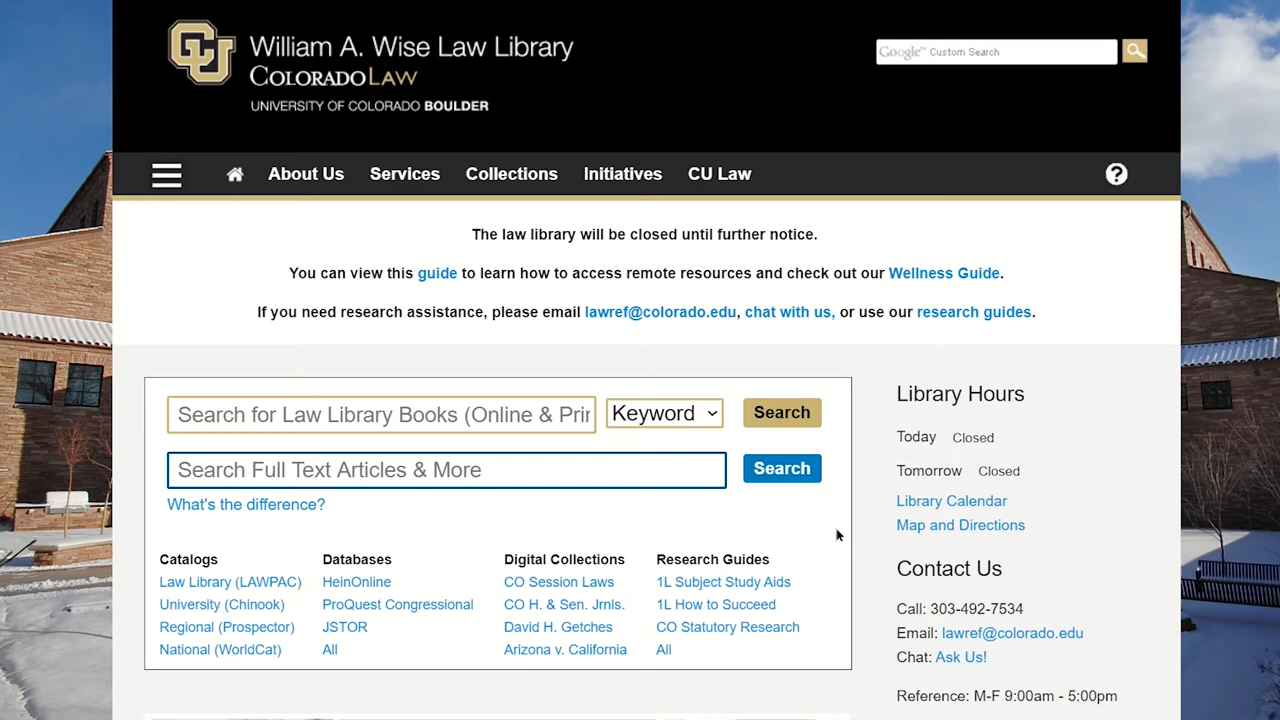 William A. Wise Law Library
COLORADO LAW
UNIVERSITY OF COLORADO BOULDER
Google™ Custom Search
About Us Services Collections Initiatives CU Law
The law library will be closed until further notice.
You can view this guide to learn how to access remote resources and check out our Wellness Guide.
If you need research assistance, please email lawref@colorado.edu, chat with us, or use our research guides.
Search for Law Library Books (Online & Prin
Keyword
Search
Search Full Text Articles & More
Search
What's the difference?
Catalogs
Law Library (LAWPAC)
University (Chinook)
Regional (Prospector)
National (WorldCat)
Databases
HeinOnline
ProQuest Congressional
JSTOR
All
Digital Collections
CO Session Laws
CO H. & Sen. Jrnls.
David H. Getches
Arizona v. California
Research Guides
1L Subject Study Aids
1L How to Succeed
CO Statutory Research
All
Library Hours
Today Closed
Tomorrow Closed
Library Calendar
Map and Directions
Contact Us
Call: 303-492-7534
Email: lawref@colorado.edu
Chat: Ask Us!
Reference: M-F 9:00am - 5:00pm